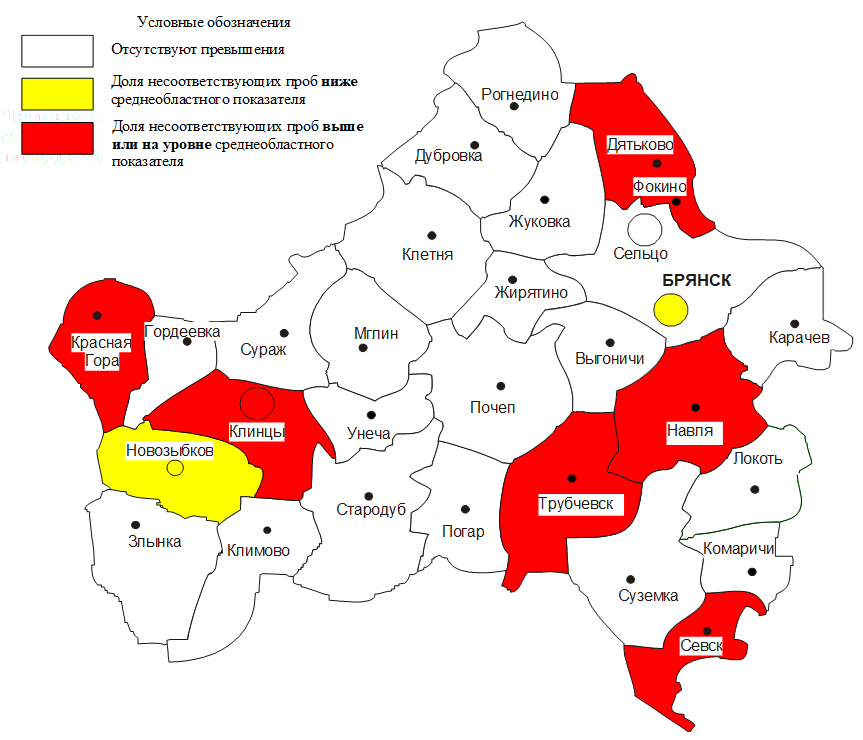 Условные обозначения
Отсутствуют превышения
Доля несоответствующих проб ниже
среднеобластного показателя
Доля несоответствующих проб выше
или на уровне среднеобластного
показателя
Рогнедино
Дятьково
Дубровка
Фокино
Жуковка
Клетня
Сельцо
БРЯНСК
Жирятино
Гордеевка
Мглин
Карачев
Красная
Гора
Сураж
Выгоничи
Почеп
Клинцы
Унеча
Навля
Новозыбков
Локоть
Трубчевск
Стародуб
Погар
Злынка
Климово
Комаричи
Суземка
Севск